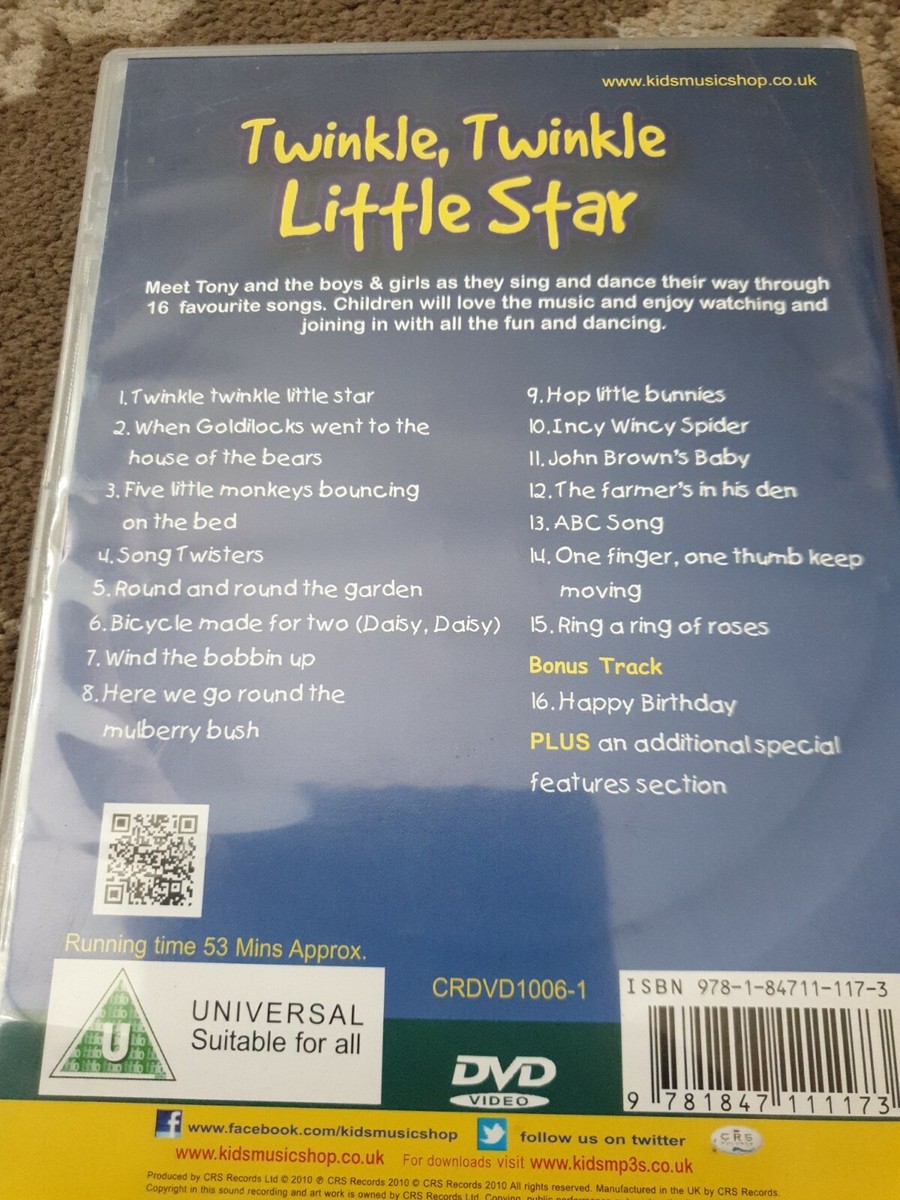 www.kidsmusicshop.co.uk
Twinkle, Twinkle
Little Star
Meet Tony and the boys & girls as they sing and dance their way through
16 favourite songs. Children will love the music and enjoy watching and
joining in with all the fun and dancing.
1. Twinkle twinkle little star
2. When Goldilocks went to the
house of the bears
3. Five little monkeys bouncing
on the bed
4. Song Twisters
5. Round and round the garden
6. Bicycle made for two (Daisy, Daisy)
7. Wind the bobbin up
8. Here we go round the
mulberry bush
9. Hop little bunnies
10. Incy Wincy Spider
11. John Brown's Baby
12. The farmer's in his den
13. ABC Song
14. One finger, one thumb keep
moving
15. Ring a ring of roses
Bonus Track
16. Happy Birthday
PLUS an additional special
features section
Running time 53 Mins Approx.
U
UNIVERSAL
Suitable for all
CRDVD1006-1
DVD
VIDEO
ISBN 978-1-84711-117-3
9 781847 111173
www.facebook.com/kidsmusicshop
follow us on twitter
CRS
www.kidsmusicshop.co.uk For downloads visit www.kidsmp3s.co.uk
Produced by CRS Records Ltd © 2010 ℗ CRS Records 2010 © CRS Records 2010 All rights reserved. Manufactured in the UK by CRS Records.
Copyright in this sound recording and art work is owned by CRS Records Ltd. Copying, public performance